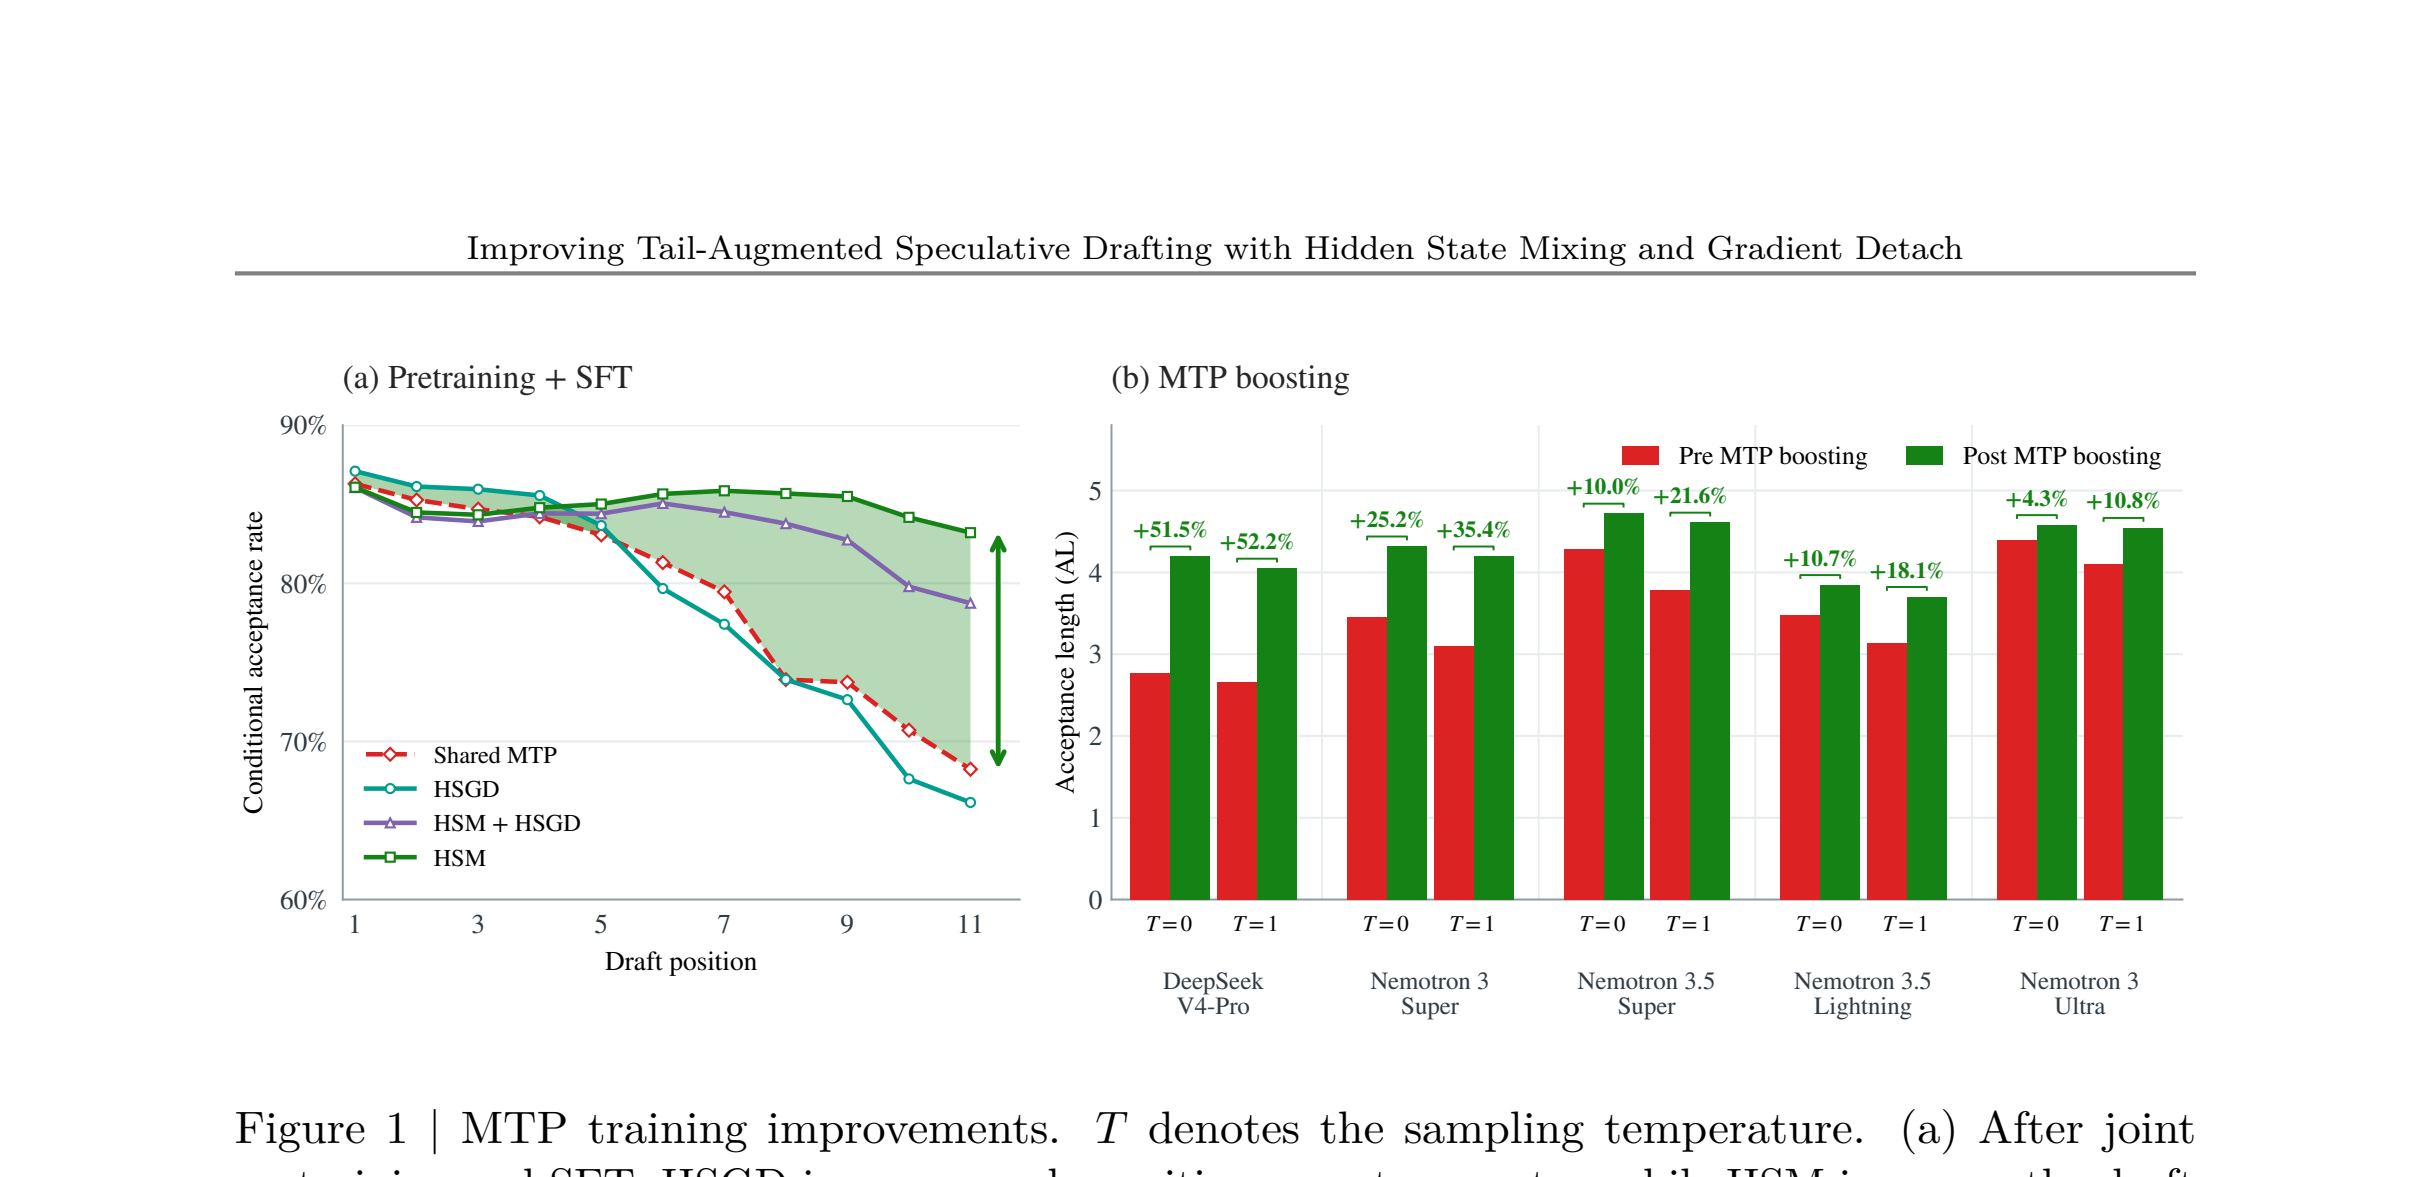 Improving Tail-Augmented Speculative Drafting with Hidden State Mixing and Gradient Detach
(a) Pretraining + SFT
90%
80%
70%
60%
Conditional acceptance rate
Shared MTP
HSGD
HSM + HSGD
HSM
1 3 5 7 9 11
Draft position
(b) MTP boosting
Pre MTP boosting Post MTP boosting
5
4
3
2
1
0
Acceptance length (AL)
+51.5% +52.2% +25.2% +35.4% +10.0% +21.6% +10.7% +18.1% +4.3% +10.8%
T=0 T=1 T=0 T=1 T=0 T=1 T=0 T=1 T=0 T=1
DeepSeek Nemotron 3 Nemotron 3.5 Nemotron 3.5 Nemotron 3
V4-Pro Super Super Lightning Ultra
Figure 1 | MTP training improvements. T denotes the sampling temperature. (a) After joint